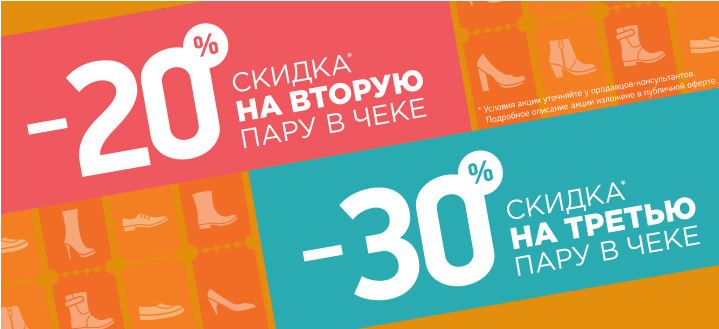 -20%
СКИДКА*
НА ВТОРУЮ
ПАРУ В ЧЕКЕ
* Условия акции уточняйте у продавцов-консультантов.
Подробное описание акции изложено в публичной оферте.
-30%
СКИДКА*
НА ТРЕТЬЮ
ПАРУ В ЧЕКЕ